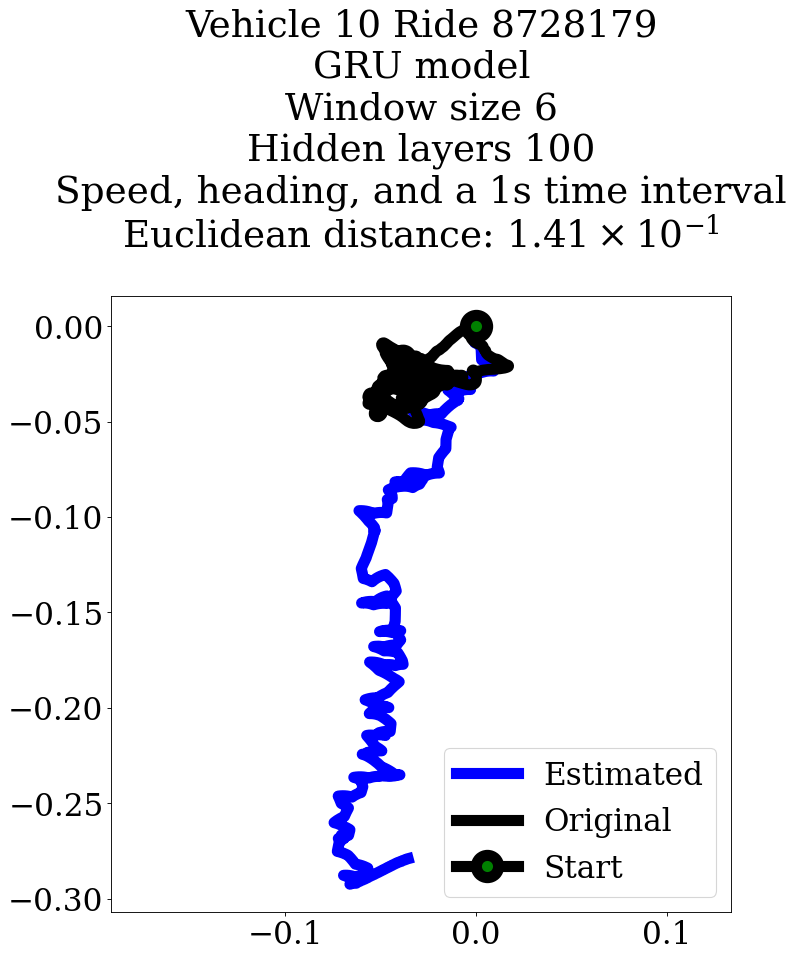 Vehicle 10 Ride 8728179
GRU model
Window size 6
Hidden layers 100
Speed, heading, and a 1s time interval
Euclidean distance: 1.41 × 10⁻¹
0.00
−0.05
−0.10
−0.15
−0.20
−0.25
−0.30
Estimated
Original
Start
−0.1
0.0
0.1